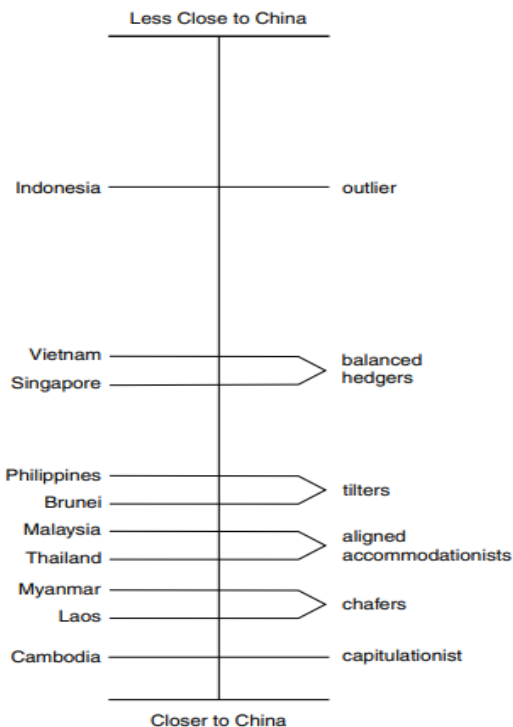 Less Close to China
Indonesia
outlier
Vietnam
Singapore
balanced
hedgers
Philippines
Brunei
tilters
Malaysia
Thailand
aligned
accommodationists
Myanmar
Laos
chafers
Cambodia
capitulationist
Closer to China